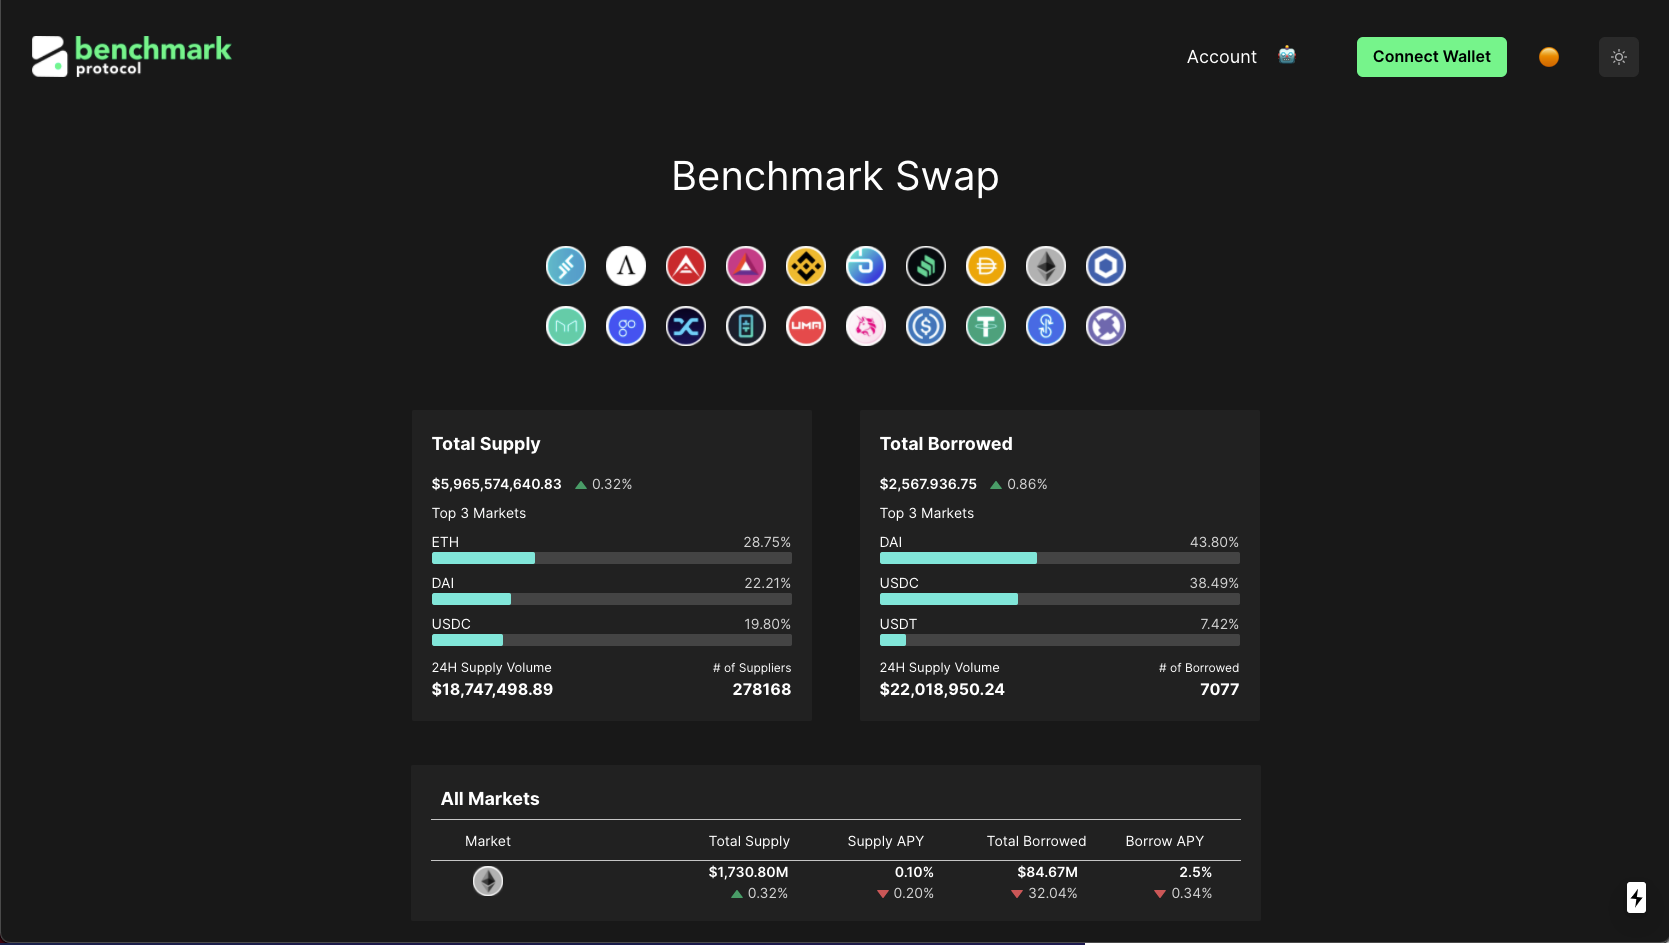 benchmark
protocol
Account
Connect Wallet
Benchmark Swap
UMA
Total Supply
$5,965,574,640.83 0.32%
Top 3 Markets
ETH 28.75%
DAI 22.21%
USDC 19.80%
24H Supply Volume # of Suppliers
$18,747,498.89 278168
Total Borrowed
$2,567.936.75 0.86%
Top 3 Markets
DAI 43.80%
USDC 38.49%
USDT 7.42%
24H Supply Volume # of Borrowed
$22,018,950.24 7077
All Markets
Market Total Supply Supply APY Total Borrowed Borrow APY
$1,730.80M 0.10% $84.67M 2.5%
0.32% 0.20% 32.04% 0.34%